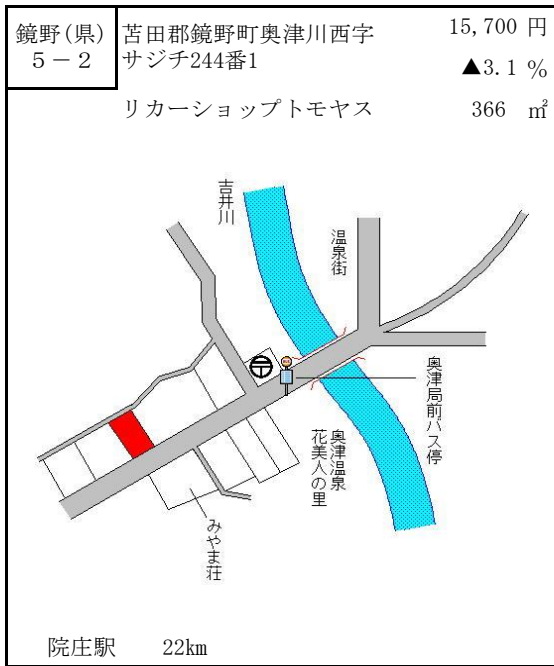 鏡野(県)
5－2
苫田郡鏡野町奥津川西字
サジチ244番1
15,700 円
▲3.1 %
リカーショップトモヤス
366 ㎡
吉井川
温泉街
奥津局前バス停
奥津温泉
花美人の里
みやま荘
院庄駅 22km